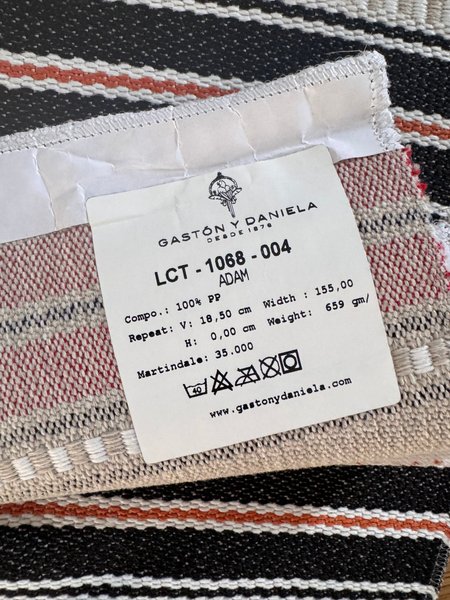 GASTÓN Y DANIELA
DESDE 1876
LCT - 1068 - 004
ADAM
Compo.: 100% PP
Repeat: V: 18,50 cm Width : 155,00
H: 0,00 cm Weight: 659 gm/
Martindale: 35.000
40
www.gastonydaniela.com